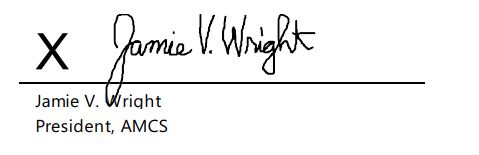 X Jamie V. Wright
Jamie V. Wright
President, AMCS